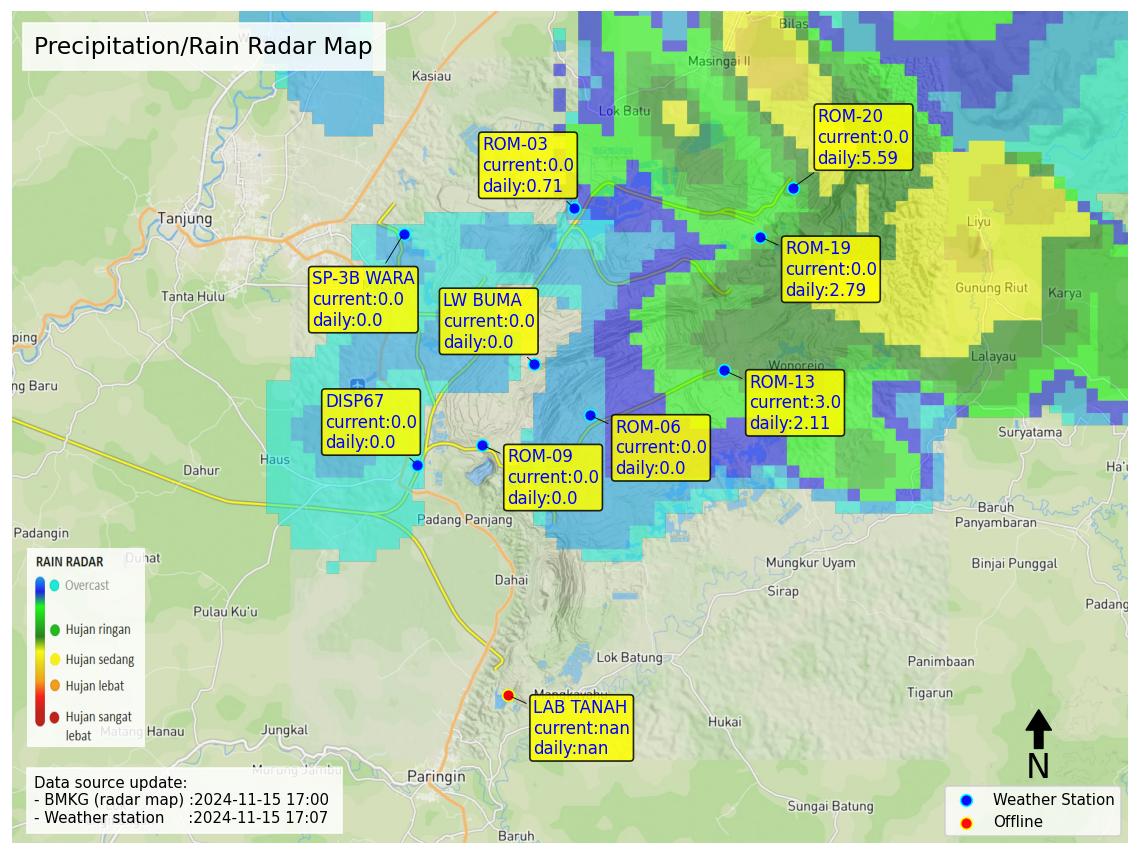 Precipitation/Rain Radar Map
Bilas
Masingai II
Kasiau
Lok Batu
ROM-20
current:0.0
daily:5.59
ROM-03
current:0.0
daily:0.71
Tanjung
Liyu
ROM-19
current:0.0
daily:2.79
SP-3B WARA
current:0.0
daily:0.0
Tanta Hulu
LW BUMA
current:0.0
daily:0.0
Gunung Riut
Karya
ping
Lalayau
Wonorejo
ng Baru
ROM-13
current:3.0
daily:2.11
DISP67
current:0.0
daily:0.0
ROM-06
current:0.0
daily:0.0
Suryatama
Haus
Dahur
ROM-09
current:0.0
daily:0.0
Ha'u
Padang Panjang
Baruh
Panyambaran
Padangin
Duhat
Mungkur Uyam
Binjai Punggal
RAIN RADAR
Overcast
Hujan ringan
Hujan sedang
Hujan lebat
Hujan sangat
lebat
Dahai
Sirap
Pulau Ku'u
Padang
Lok Batung
Panimbaan
Tigarun
Mangkayahu
LAB TANAH
current:nan
daily:nan
Hukai
Matang Hanau
Jungkal
Murung Jambu
Paringin
N
Data source update:
- BMKG (radar map) :2024-11-15 17:00
- Weather station :2024-11-15 17:07
Sungai Batung
Baruh
Weather Station
Offline